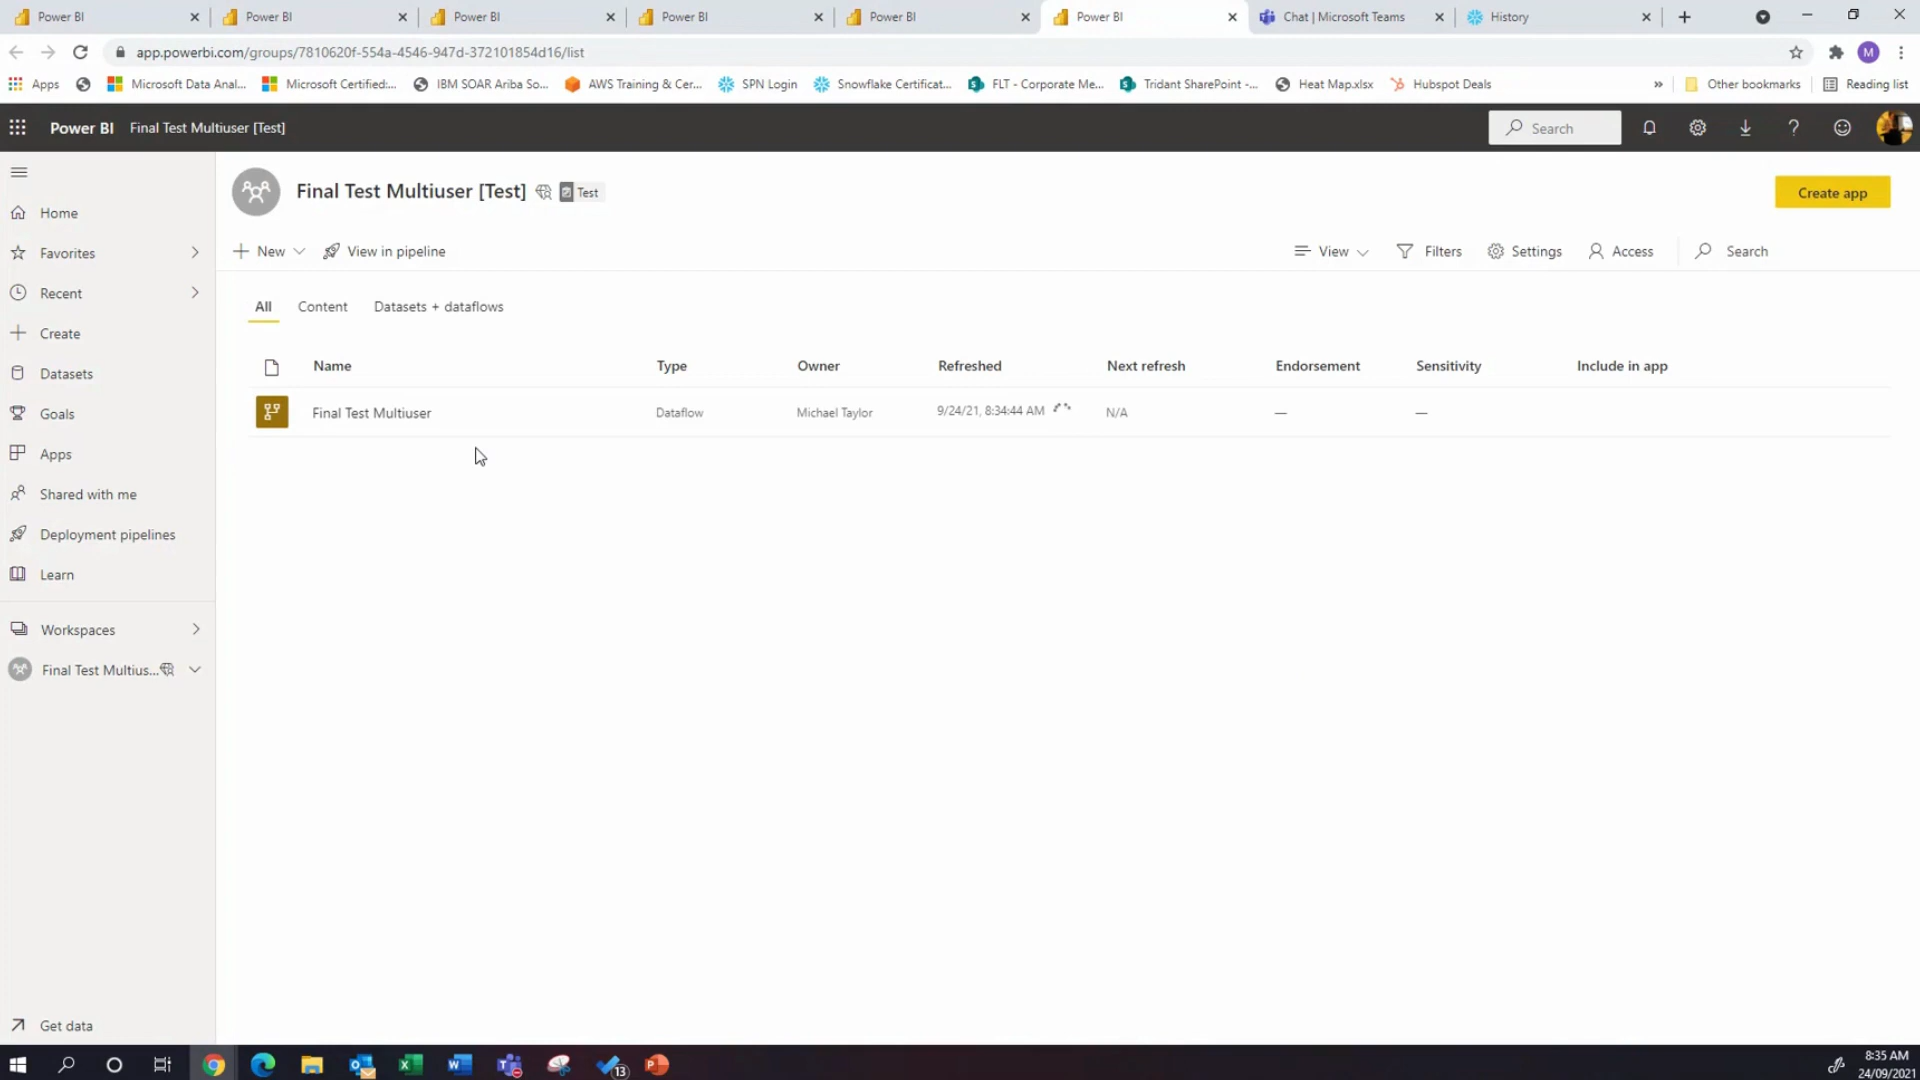 Power BI
Power BI
Power BI
Power BI
Power BI
Power BI
Chat | Microsoft Teams
History
app.powerbi.com/groups/7810620f-554a-4546-947d-372101854d16/list
M
Apps
Microsoft Data Anal...
Microsoft Certified:...
IBM SOAR Ariba So...
AWS Training & Cer...
SPN Login
Snowflake Certificat...
FLT - Corporate Me...
Tridant SharePoint -...
Heat Map.xlsx
Hubspot Deals
»
Other bookmarks
Reading list
Power BI
Final Test Multiuser [Test]
Search
Home
Favorites
Recent
Create
Datasets
Goals
Apps
Shared with me
Deployment pipelines
Learn
Workspaces
Final Test Multius...
Get data
Final Test Multiuser [Test]
Test
Create app
New
View in pipeline
View
Filters
Settings
Access
Search
All
Content
Datasets + dataflows
Name
Type
Owner
Refreshed
Next refresh
Endorsement
Sensitivity
Include in app
Final Test Multiuser
Dataflow
Michael Taylor
9/24/21, 8:34:44 AM
N/A
—
—
13
8:35 AM
24/09/2021